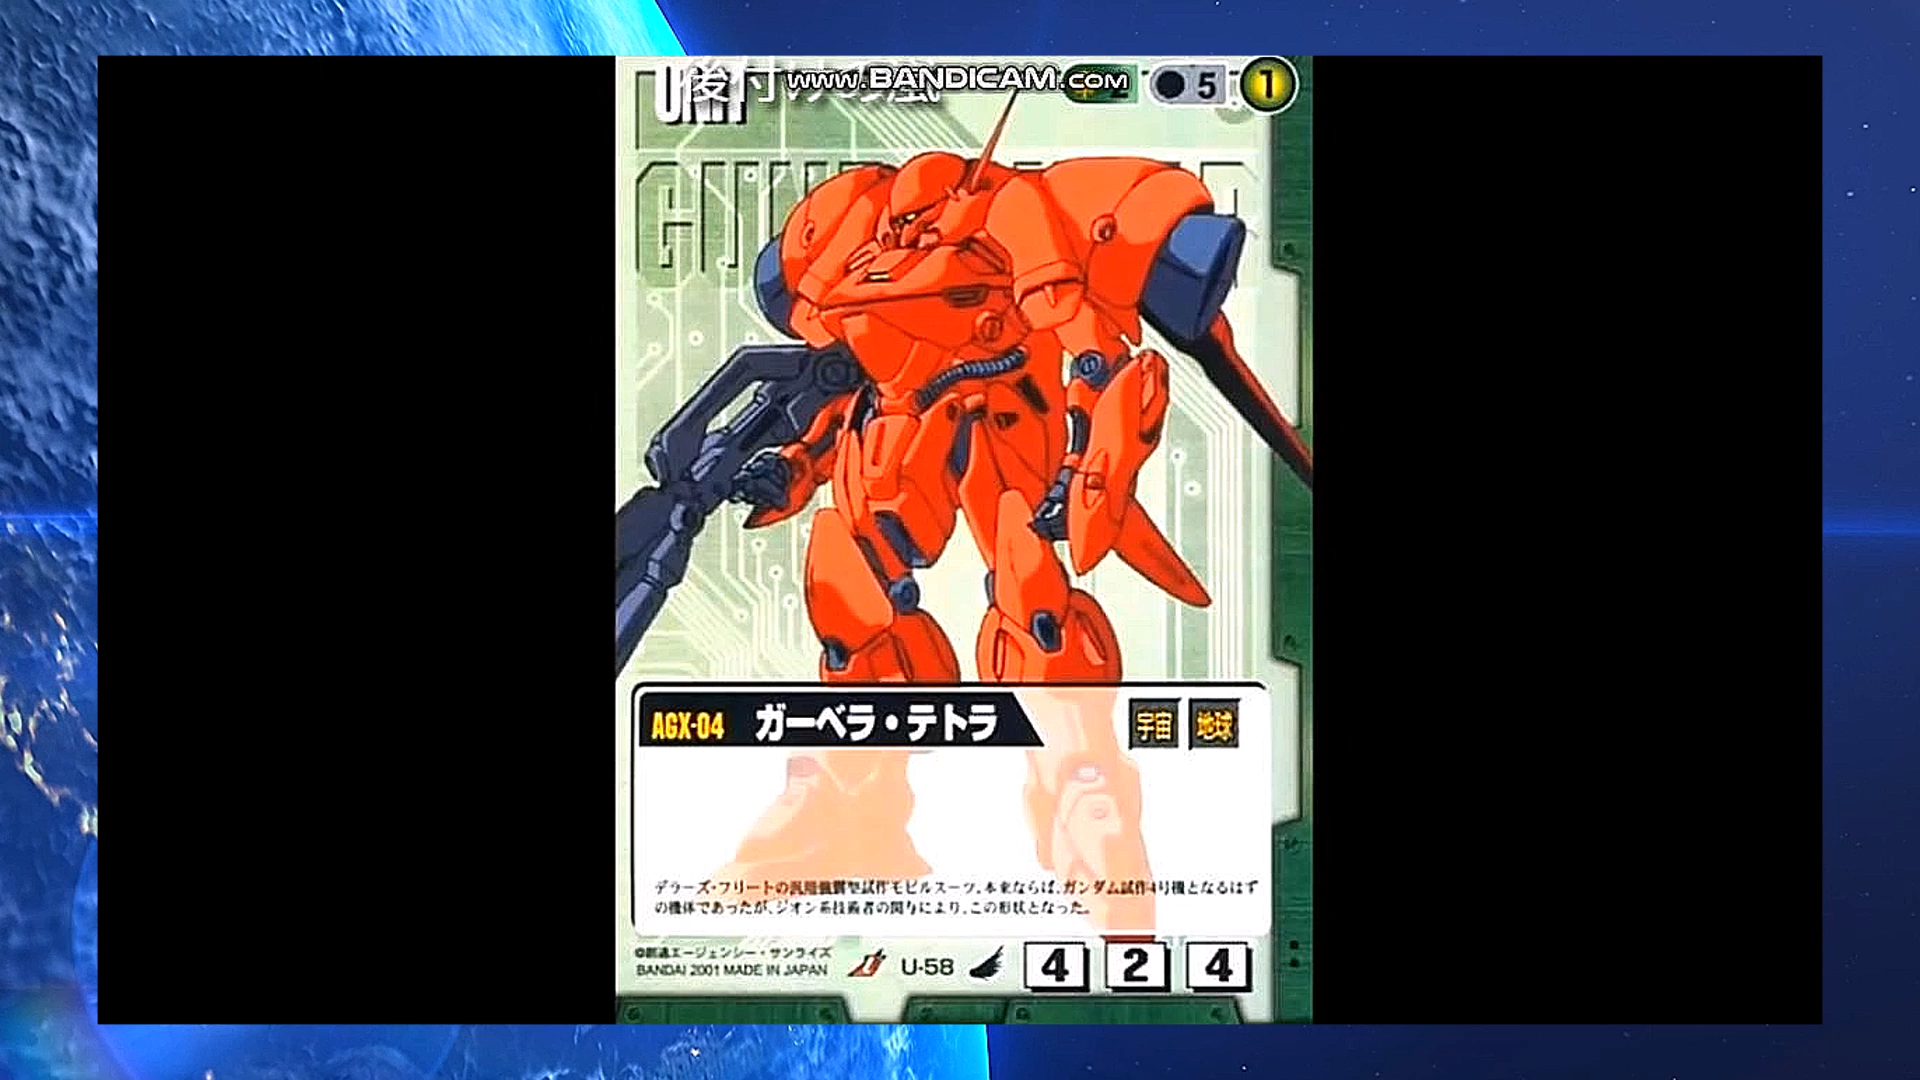 www.BANDICAM.com
UNIT
2
5
1
AGX-04 ガーベラ・テトラ
宇宙 地球
デラーズ・フリートの汎用強襲型試作モビルスーツ。本来ならば、ガンダム試作4号機となるはず
の機体であったが、ジオン系技術者の関与により、この形状となった。
©創通エージェンシー・サンライズ
BANDAI 2001 MADE IN JAPAN
U-58
4 2 4